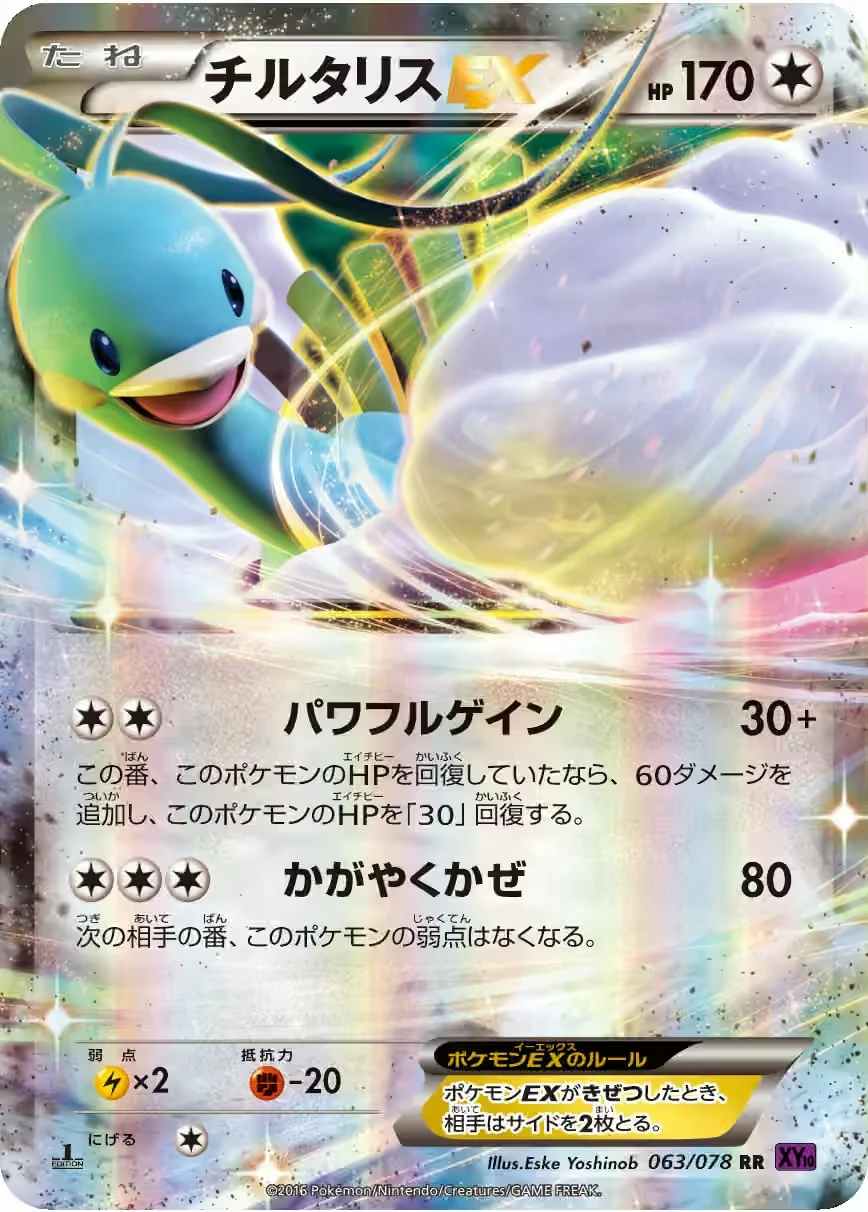 たね チルタリスEX HP 170
パワフルゲイン 30+
この番、このポケモンのHPを回復していたなら、60ダメージを
追加し、このポケモンのHPを「30」回復する。
かがやくかぜ 80
次の相手の番、このポケモンの弱点はなくなる。
弱点 抵抗力
×2 -20
にげる
ポケモンEXのルール
ポケモンEXがきぜつしたとき、
相手はサイドを2枚とる。
1 EDITION
Illus.Eske Yoshinob 063/078 RR XY10
©2016 Pokémon/Nintendo/Creatures/GAME FREAK.